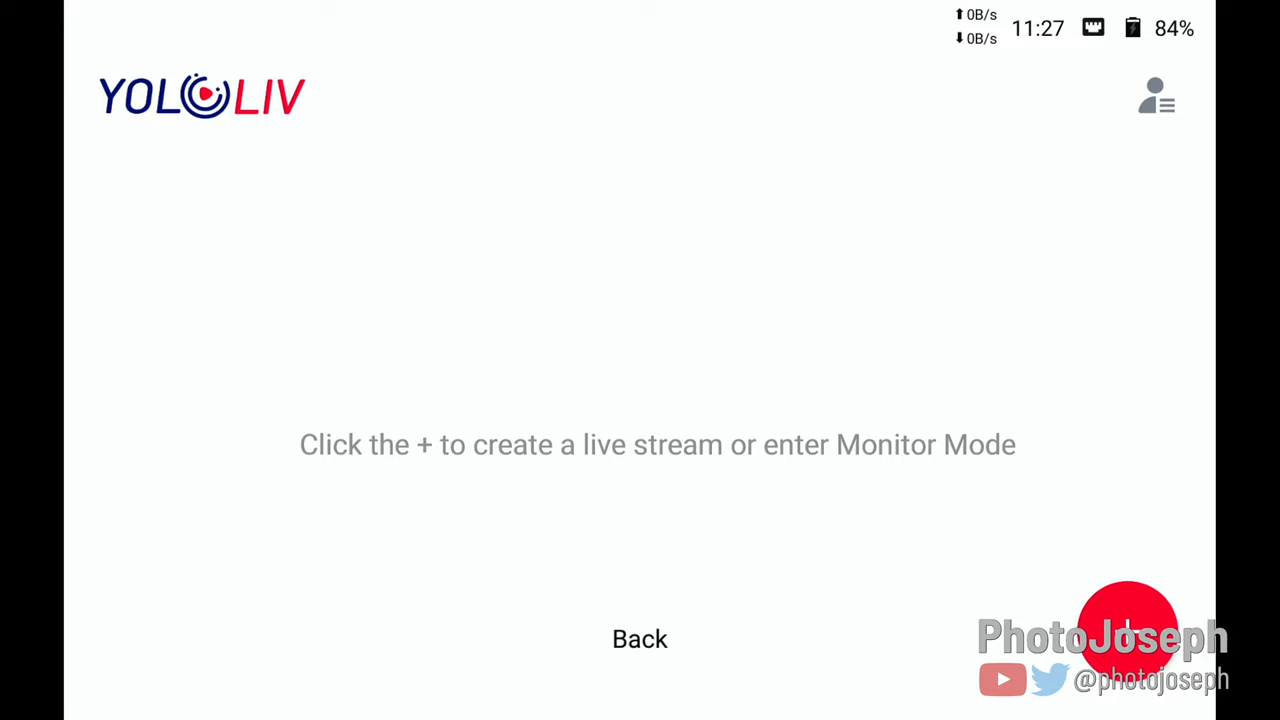 0B/s
0B/s 11:27 84%
YOLOLIV
Click the + to create a live stream or enter Monitor Mode
Back
+
PhotoJoseph
@photojoseph